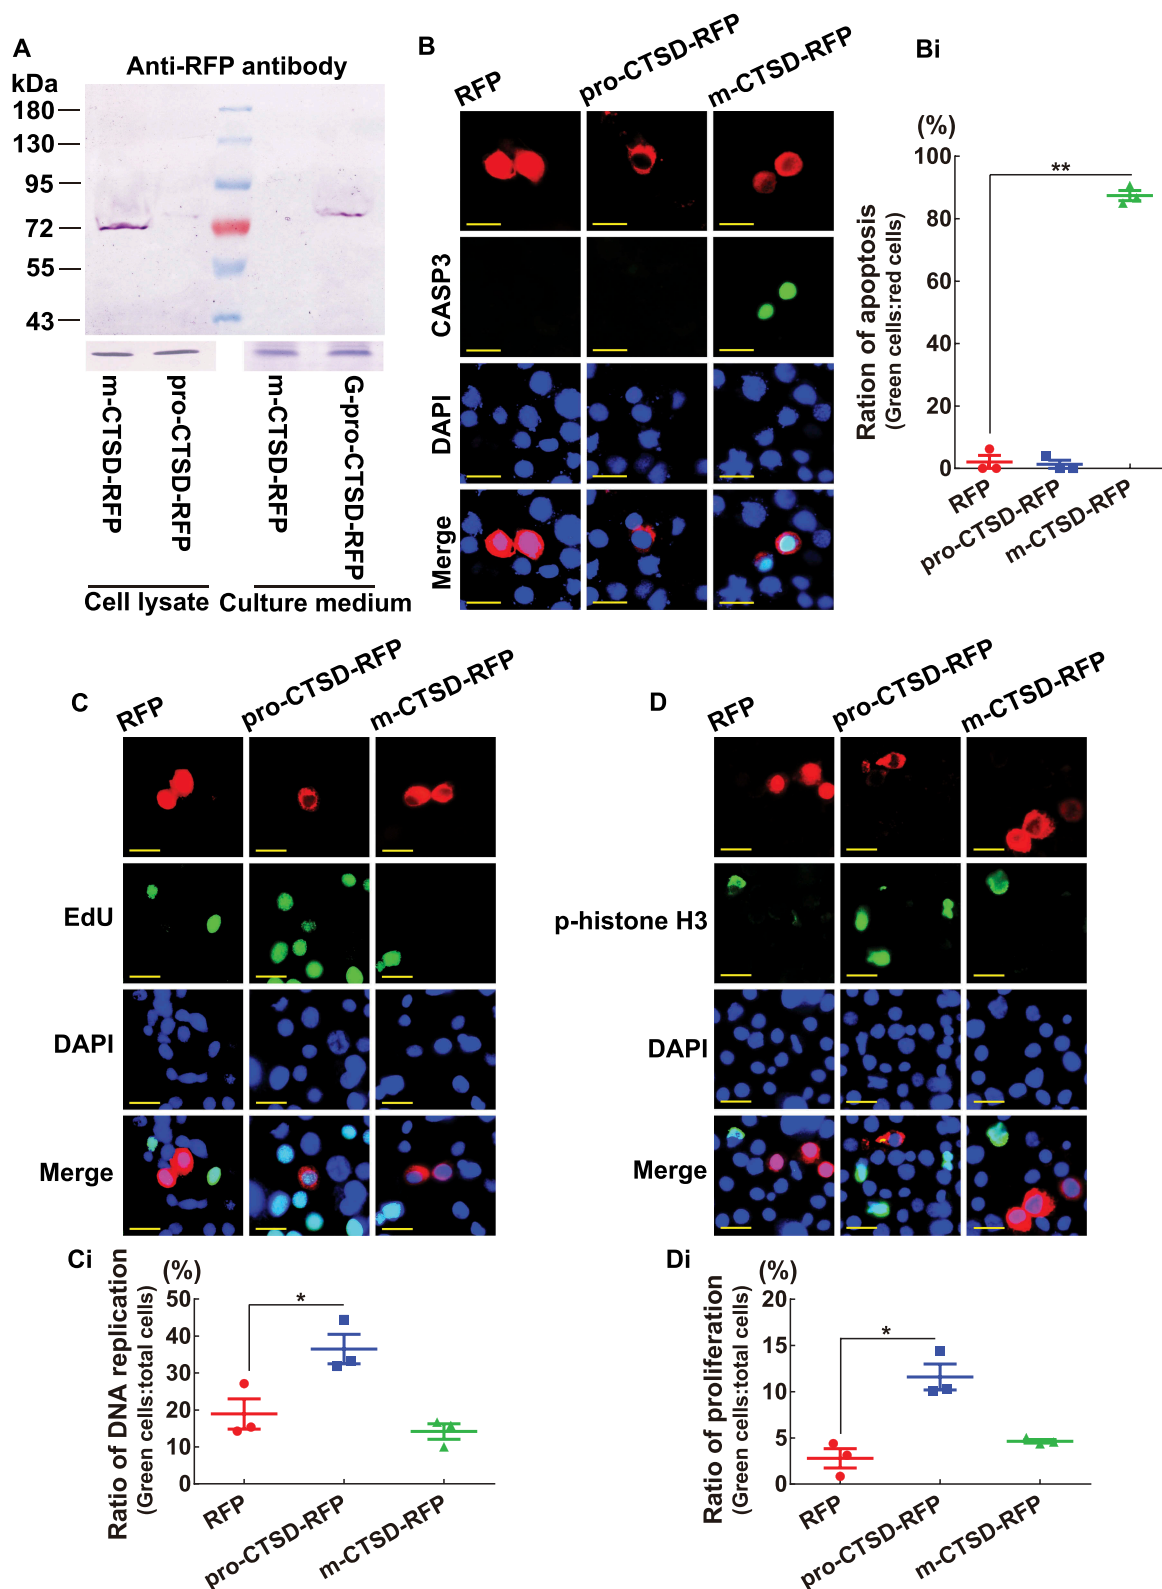 A
Anti-RFP antibody
kDa
180
130
95
72
55
43
m-CTSD-RFP
pro-CTSD-RFP
m-CTSD-RFP
G-pro-CTSD-RFP
Cell lysate
Culture medium
B
RFP
pro-CTSD-RFP
m-CTSD-RFP
CASP3
DAPI
Merge
Bi
(%)
Ration of apoptosis
(Green cells:red cells)
100
80
60
40
20
0
**
RFP
pro-CTSD-RFP
m-CTSD-RFP
C
RFP
pro-CTSD-RFP
m-CTSD-RFP
EdU
DAPI
Merge
D
RFP
pro-CTSD-RFP
m-CTSD-RFP
p-histone H3
DAPI
Merge
Ci
(%)
Ratio of DNA replication
(Green cells:total cells)
50
40
30
20
10
0
*
RFP
pro-CTSD-RFP
m-CTSD-RFP
Di
(%)
Ratio of proliferation
(Green cells:total cells)
20
15
10
5
0
*
RFP
pro-CTSD-RFP
m-CTSD-RFP